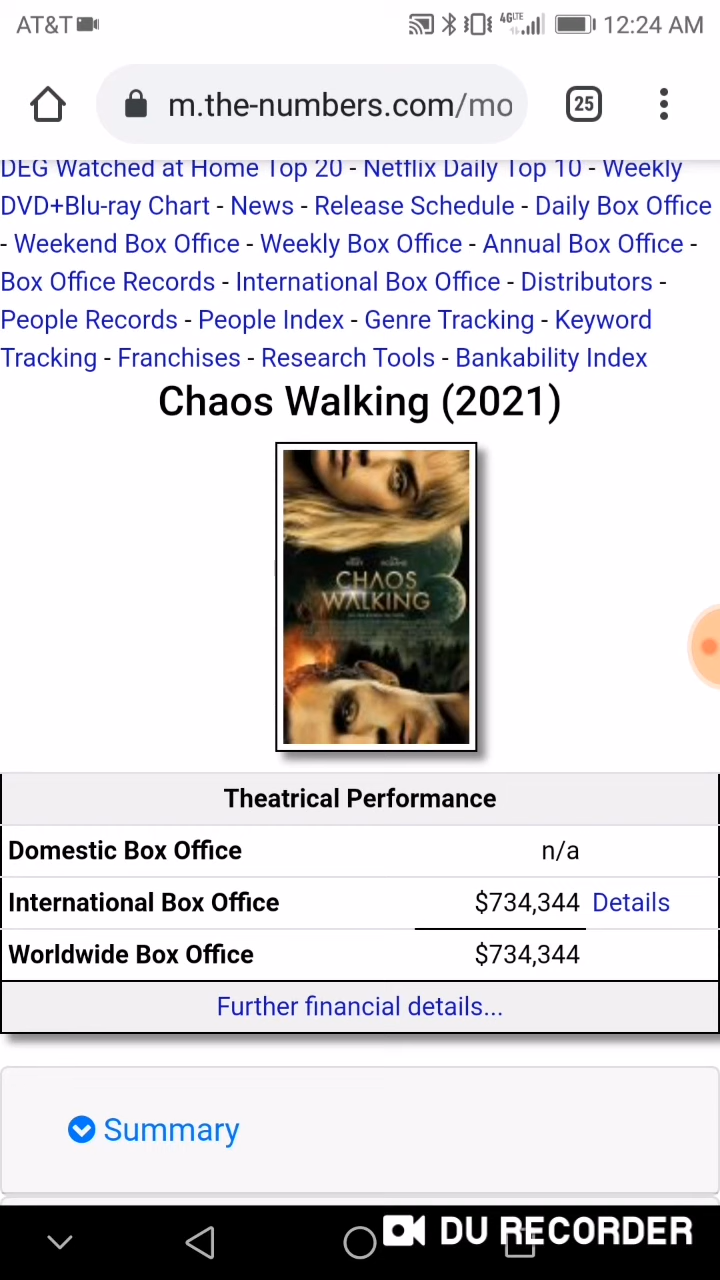 AT&T
4G LTE
12:24 AM
m.the-numbers.com/mo
25
DEG Watched at Home Top 20 - Netflix Daily Top 10 - Weekly
DVD+Blu-ray Chart - News - Release Schedule - Daily Box Office
- Weekend Box Office - Weekly Box Office - Annual Box Office -
Box Office Records - International Box Office - Distributors -
People Records - People Index - Genre Tracking - Keyword
Tracking - Franchises - Research Tools - Bankability Index
Chaos Walking (2021)
CHAOS
WALKING
Theatrical Performance
Domestic Box Office n/a
International Box Office $734,344 Details
Worldwide Box Office $734,344
Further financial details...
Summary
DU RECORDER